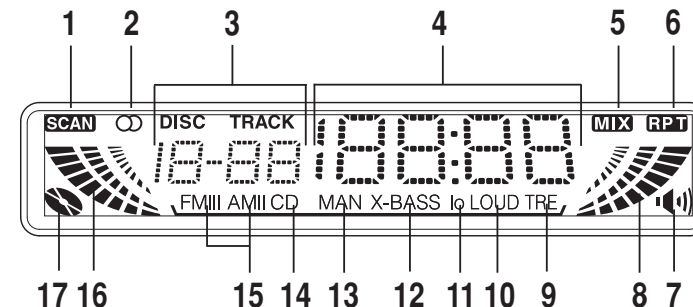 1 2 3 4 5 6
SCAN DISC TRACK MIX RPT
18-88 188:88
FMIII AMII CD MAN X-BASS lo LOUD TRE
17 16 15 14 13 12 11 10 9 8 7